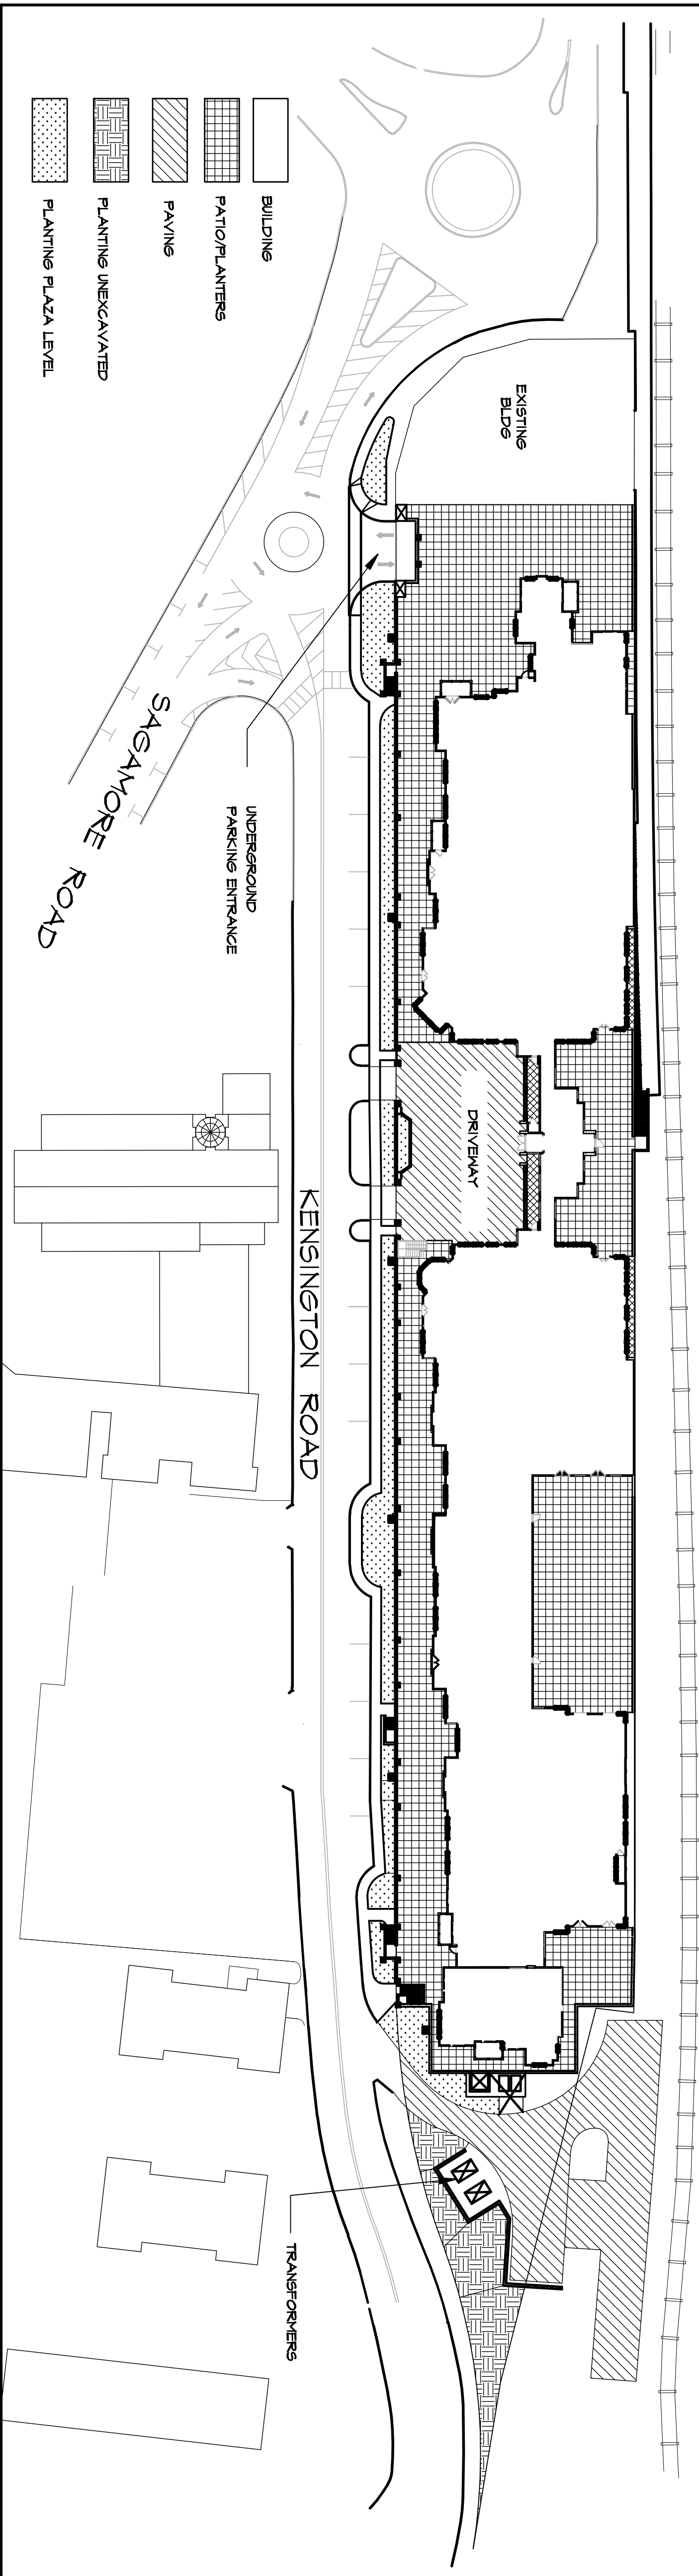 BUILDING
PATIO/PLANTERS
PAVING
PLANTING UNEXCAVATED
PLANTING PLAZA LEVEL
EXISTING
BLDG
SAGAMORE ROAD
UNDERGROUND
PARKING ENTRANCE
DRIVEWAY
KENSINGTON ROAD
TRANSFORMERS